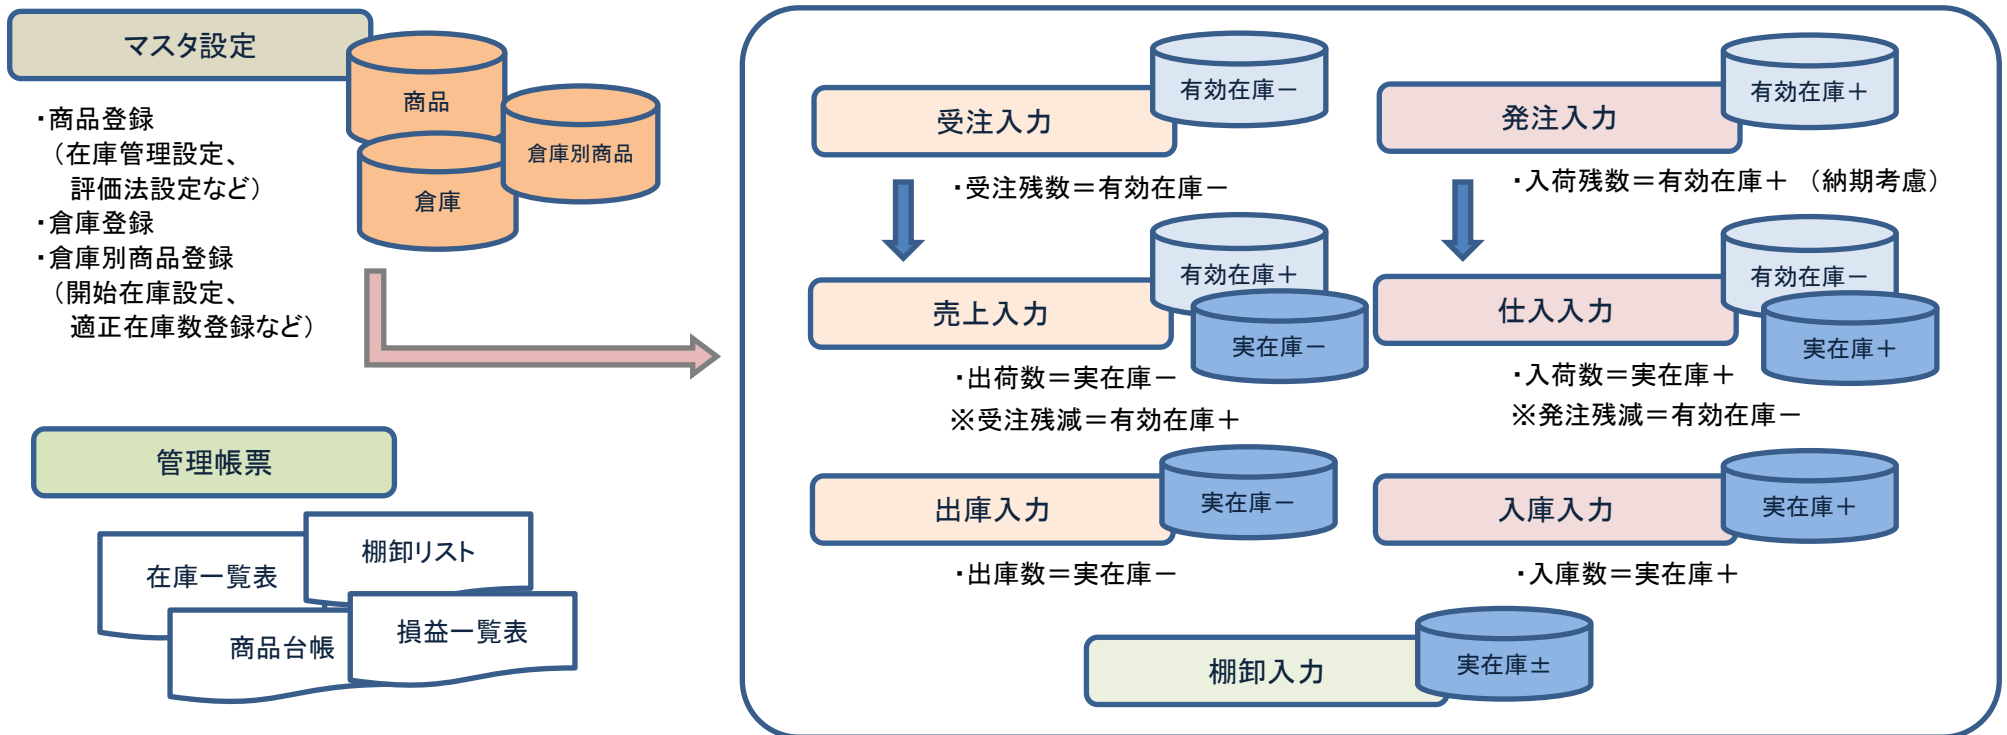 マスタ設定
商品
倉庫別商品
倉庫
・商品登録
（在庫管理設定、
評価法設定など）
・倉庫登録
・倉庫別商品登録
（開始在庫設定、
適正在庫数登録など）
管理帳票
在庫一覧表
棚卸リスト
商品台帳
損益一覧表
受注入力
有効在庫－
・受注残数＝有効在庫－
売上入力
有効在庫＋
実在庫－
・出荷数＝実在庫－
※受注残減＝有効在庫＋
出庫入力
実在庫－
・出庫数＝実在庫－
発注入力
有効在庫＋
・入荷残数＝有効在庫＋（納期考慮）
仕入入力
有効在庫－
実在庫＋
・入荷数＝実在庫＋
※発注残減＝有効在庫－
入庫入力
実在庫＋
・入庫数＝実在庫＋
棚卸入力
実在庫±